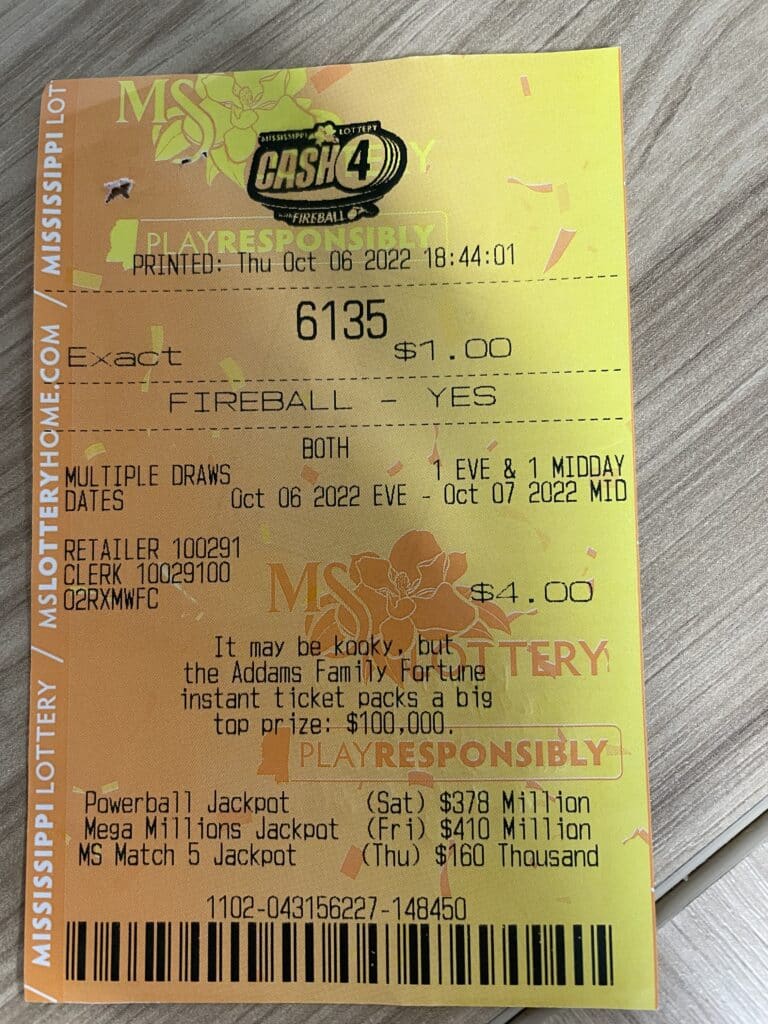 MISSISSIPPI LOTTERY / MSLOTTERYHOME.COM / MISSISSIPPI LOT
MS
MISSISSIPPI LOTTERY
CASH 4
FIREBALL
PLAYRESPONSIBLY
PRINTED: Thu Oct 06 2022 18:44:01
6135
Exact $1.00
FIREBALL - YES
BOTH
MULTIPLE DRAWS 1 EVE & 1 MIDDAY
DATES Oct 06 2022 EVE - Oct 07 2022 MID
RETAILER 100291
CLERK 10029100
02RXMWFC $4.00
MS
LOTTERY
It may be kooky, but
the Addams Family Fortune
instant ticket packs a big
top prize: $100,000.
PLAYRESPONSIBLY
Powerball Jackpot (Sat) $378 Million
Mega Millions Jackpot (Fri) $410 Million
MS Match 5 Jackpot (Thu) $160 Thousand
1102-043156227-148450